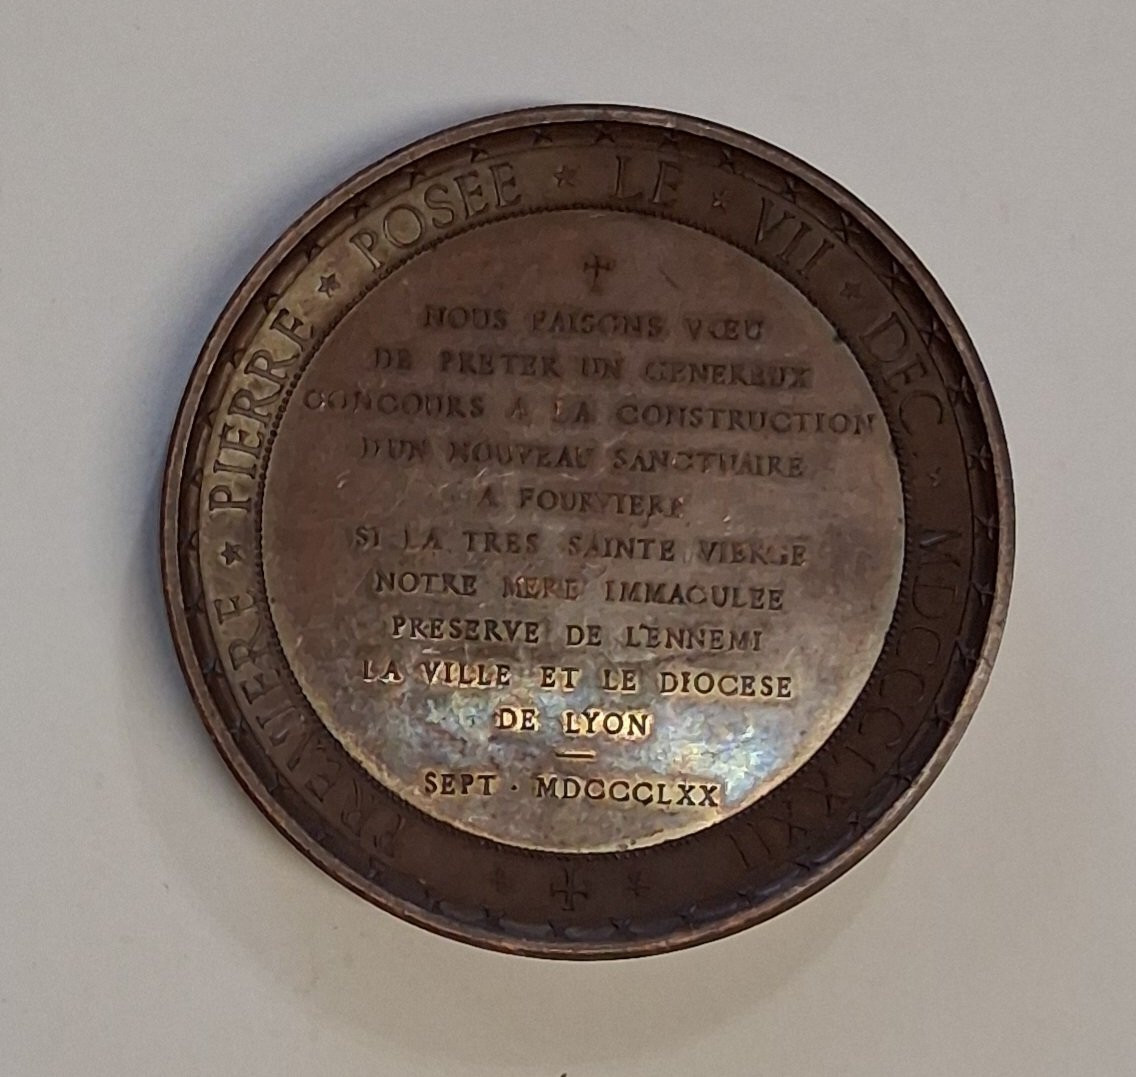 PREMIERE ★ PIERRE ★ POSEE ★ LE ★ VII ★ DEC. ★ MDCCCLXXII
NOUS FAISONS VŒU
DE PRETER UN GENEREUX
CONCOURS A LA CONSTRUCTION
D'UN NOUVEAU SANCTUAIRE
A FOURVIERE
SI LA TRES SAINTE VIERGE
NOTRE MERE IMMACULEE
PRESERVE DE L'ENNEMI
LA VILLE ET LE DIOCESE
DE LYON
SEPT · MDCCCLXX